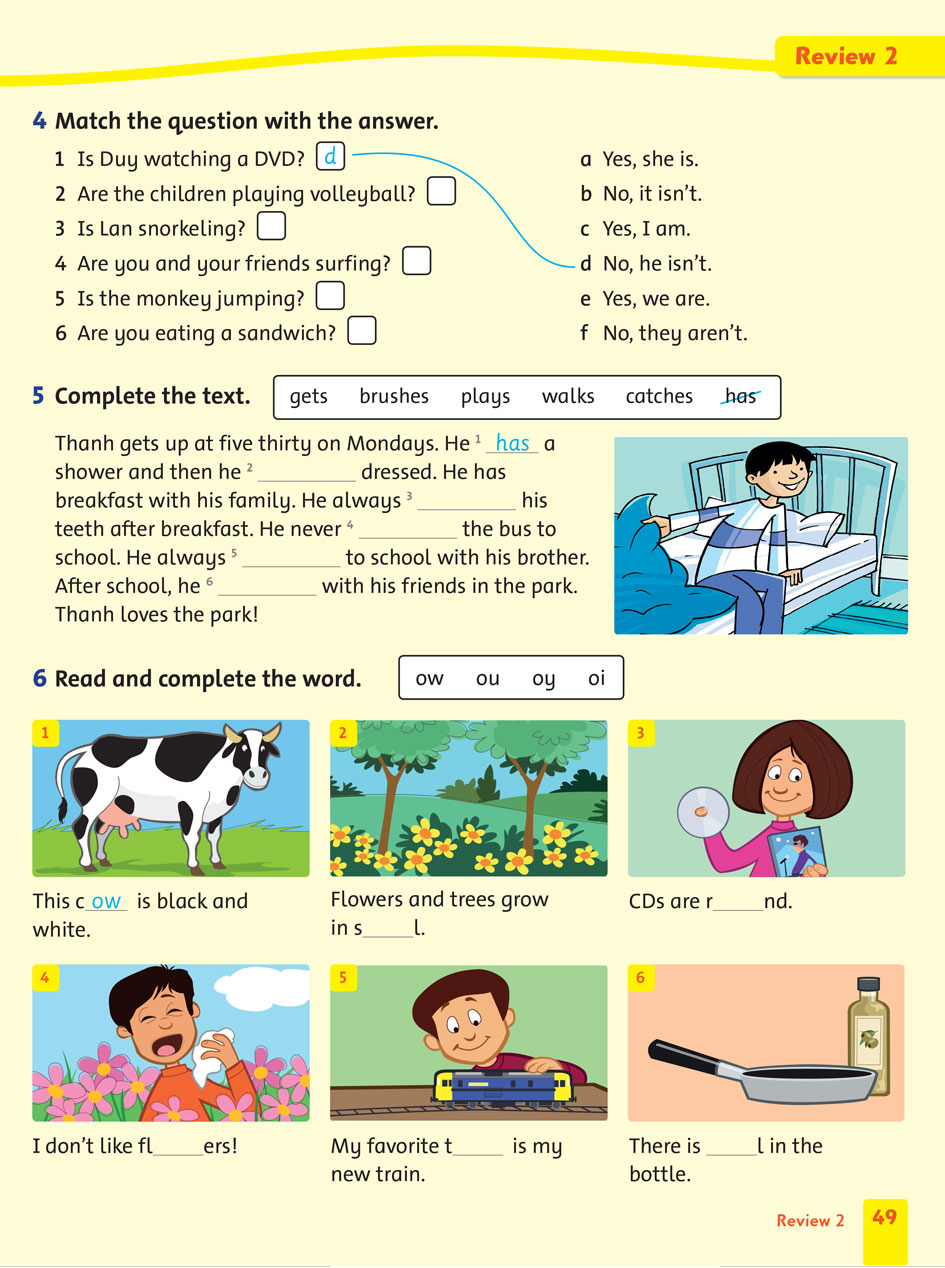 Review 2
4 Match the question with the answer.
1 Is Duy watching a DVD? d
2 Are the children playing volleyball?
3 Is Lan snorkeling?
4 Are you and your friends surfing?
5 Is the monkey jumping?
6 Are you eating a sandwich?
a Yes, she is.
b No, it isn't.
c Yes, I am.
d No, he isn't.
e Yes, we are.
f No, they aren't.
5 Complete the text.
gets brushes plays walks catches has
Thanh gets up at five thirty on Mondays. He 1 has a
shower and then he 2 __________ dressed. He has
breakfast with his family. He always 3 __________ his
teeth after breakfast. He never 4 __________ the bus to
school. He always 5 __________ to school with his brother.
After school, he 6 __________ with his friends in the park.
Thanh loves the park!
6 Read and complete the word.
ow ou oy oi
1
This cow is black and
white.
2
Flowers and trees grow
in s_____l.
3
CDs are r_____nd.
4
I don't like fl_____ers!
5
My favorite t_____ is my
new train.
6
There is _____l in the
bottle.
Review 2 49